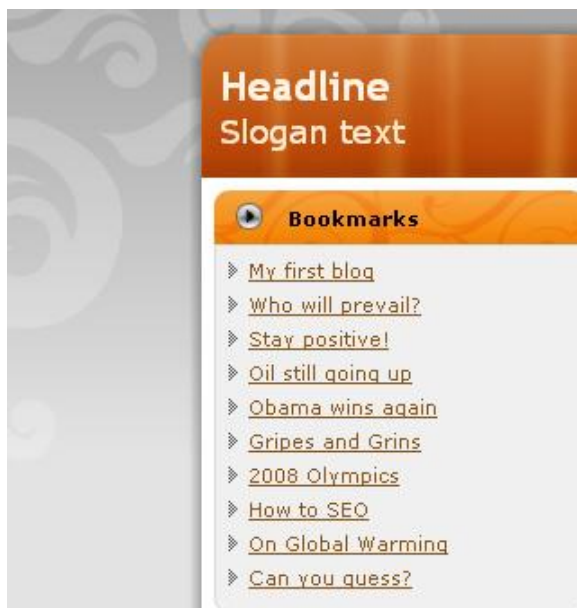 Headline
Slogan text
Bookmarks
My first blog
Who will prevail?
Stay positive!
Oil still going up
Obama wins again
Gripes and Grins
2008 Olympics
How to SEO
On Global Warming
Can you guess?